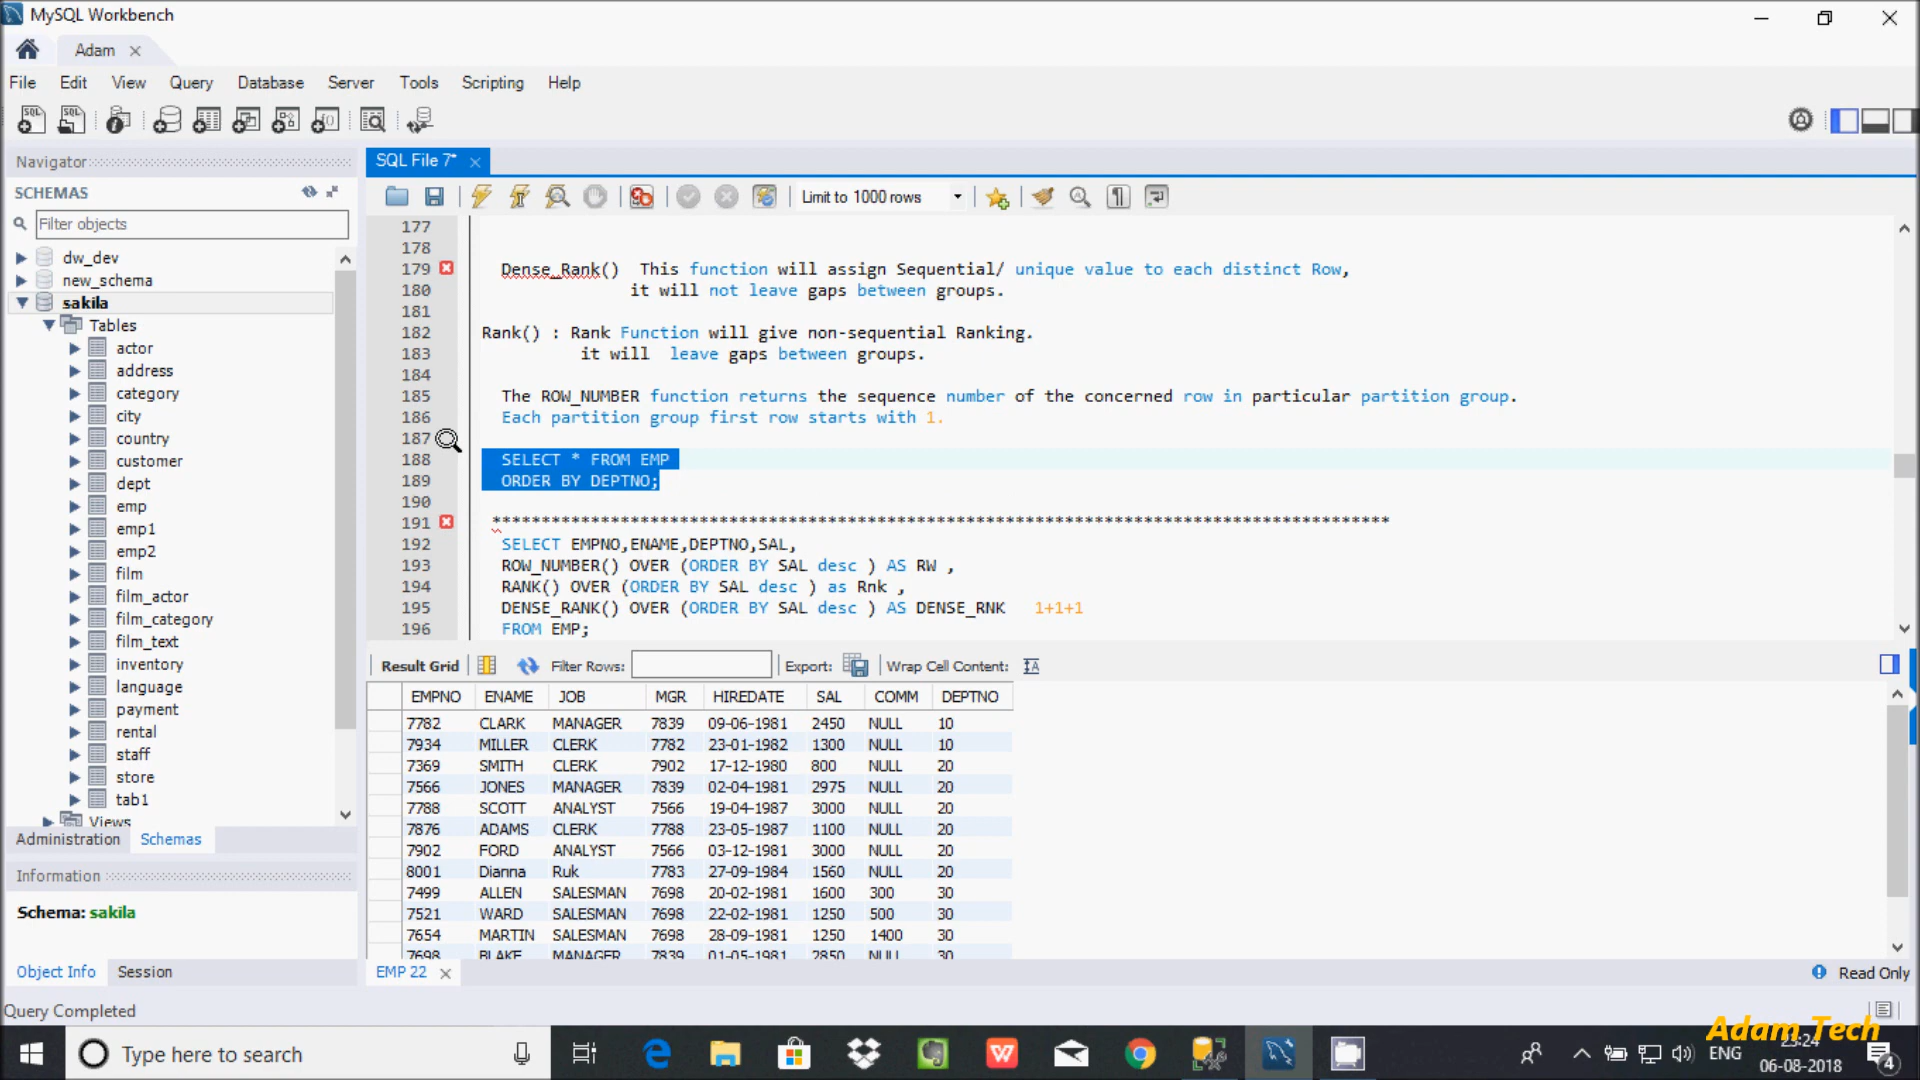 MySQL Workbench
Adam
File Edit View Query Database Server Tools Scripting Help
Navigator
SCHEMAS
Filter objects
dw_dev
new_schema
sakila
Tables
actor
address
category
city
country
customer
dept
emp
emp1
emp2
film
film_actor
film_category
film_text
inventory
language
payment
rental
staff
store
tab1
Views
Administration Schemas
Information
Schema: sakila
Object Info Session
SQL File 7*
Limit to 1000 rows
177
178
179 Dense_Rank() This function will assign Sequential/ unique value to each distinct Row,
180 it will not leave gaps between groups.
181
182 Rank() : Rank Function will give non-sequential Ranking.
183 it will leave gaps between groups.
184
185 The ROW_NUMBER function returns the sequence number of the concerned row in particular partition group.
186 Each partition group first row starts with 1.
187
188 SELECT * FROM EMP
189 ORDER BY DEPTNO;
190
191 *******************************************************************************************
192 SELECT EMPNO,ENAME,DEPTNO,SAL,
193 ROW_NUMBER() OVER (ORDER BY SAL desc ) AS RW ,
194 RANK() OVER (ORDER BY SAL desc ) as Rnk ,
195 DENSE_RANK() OVER (ORDER BY SAL desc ) AS DENSE_RNK 1+1+1
196 FROM EMP;
Result Grid Filter Rows: Export: Wrap Cell Content:
EMPNO ENAME JOB MGR HIREDATE SAL COMM DEPTNO
7782 CLARK MANAGER 7839 09-06-1981 2450 NULL 10
7934 MILLER CLERK 7782 23-01-1982 1300 NULL 10
7369 SMITH CLERK 7902 17-12-1980 800 NULL 20
7566 JONES MANAGER 7839 02-04-1981 2975 NULL 20
7788 SCOTT ANALYST 7566 19-04-1987 3000 NULL 20
7876 ADAMS CLERK 7788 23-05-1987 1100 NULL 20
7902 FORD ANALYST 7566 03-12-1981 3000 NULL 20
8001 Dianna Ruk 7783 27-09-1984 1560 NULL 20
7499 ALLEN SALESMAN 7698 20-02-1981 1600 300 30
7521 WARD SALESMAN 7698 22-02-1981 1250 500 30
7654 MARTIN SALESMAN 7698 28-09-1981 1250 1400 30
7698 BLAKE MANAGER 7839 01-05-1981 2850 NULL 30
EMP 22
Read Only
Query Completed
Adam Tech
Type here to search
ENG
23:24
06-08-2018
4